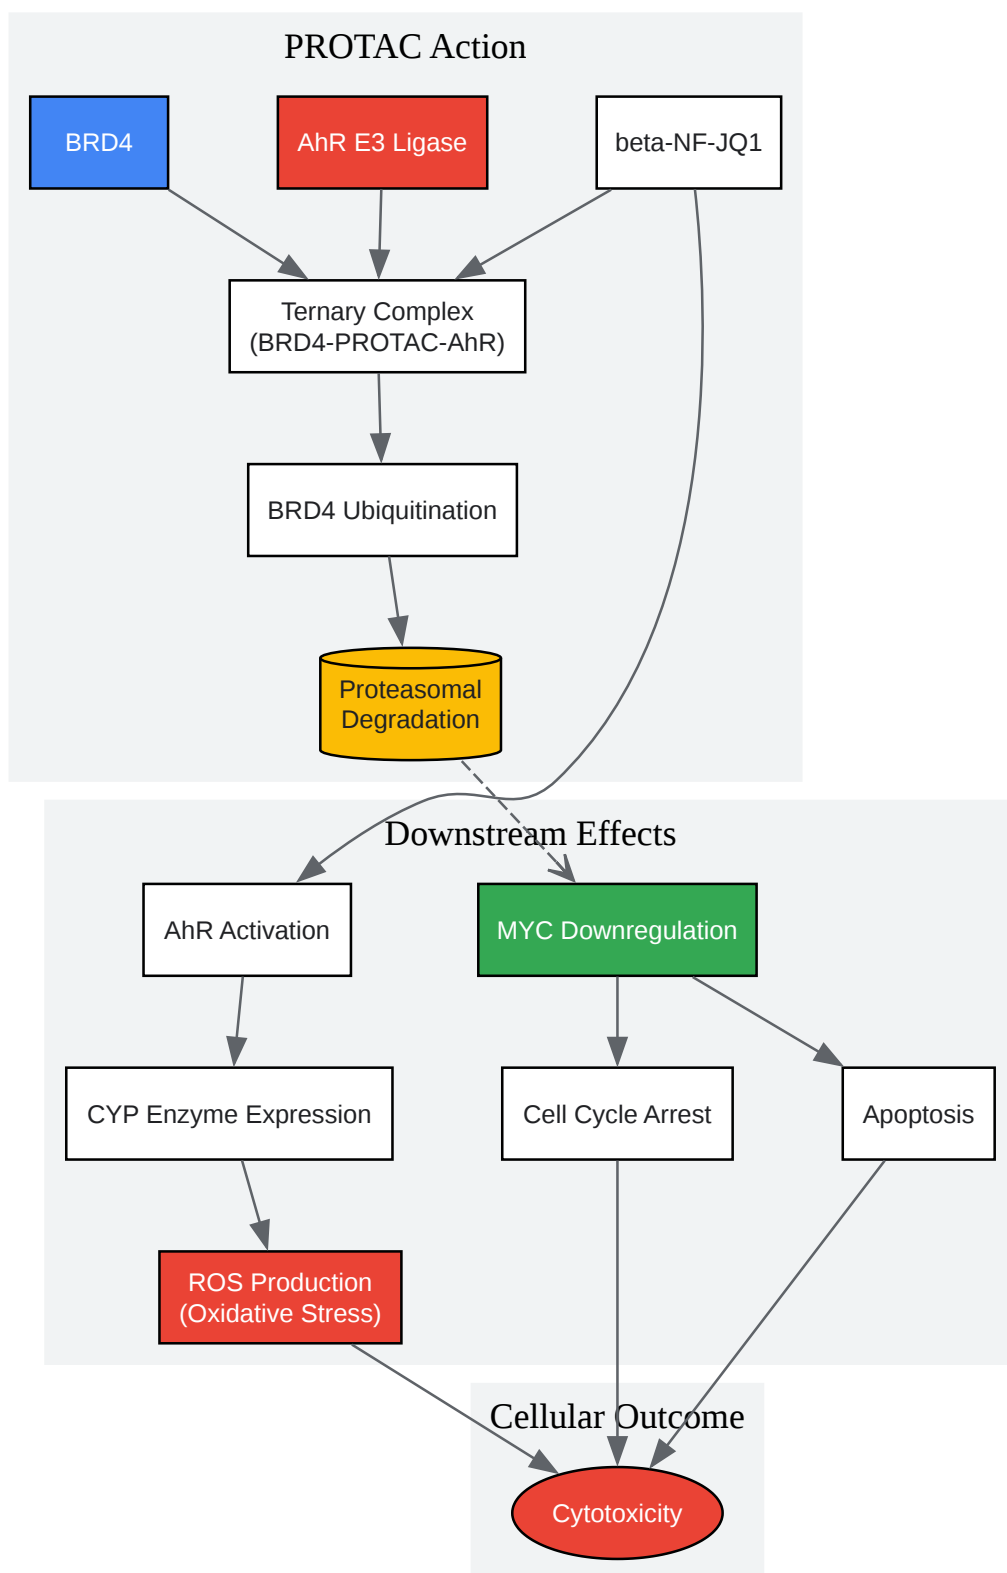 PROTAC Action
BRD4
AhR E3 Ligase
beta-NF-JQ1
Ternary Complex
(BRD4-PROTAC-AhR)
BRD4 Ubiquitination
Proteasomal
Degradation
Downstream Effects
AhR Activation
MYC Downregulation
CYP Enzyme Expression
Cell Cycle Arrest
Apoptosis
ROS Production
(Oxidative Stress)
Cellular Outcome
Cytotoxicity